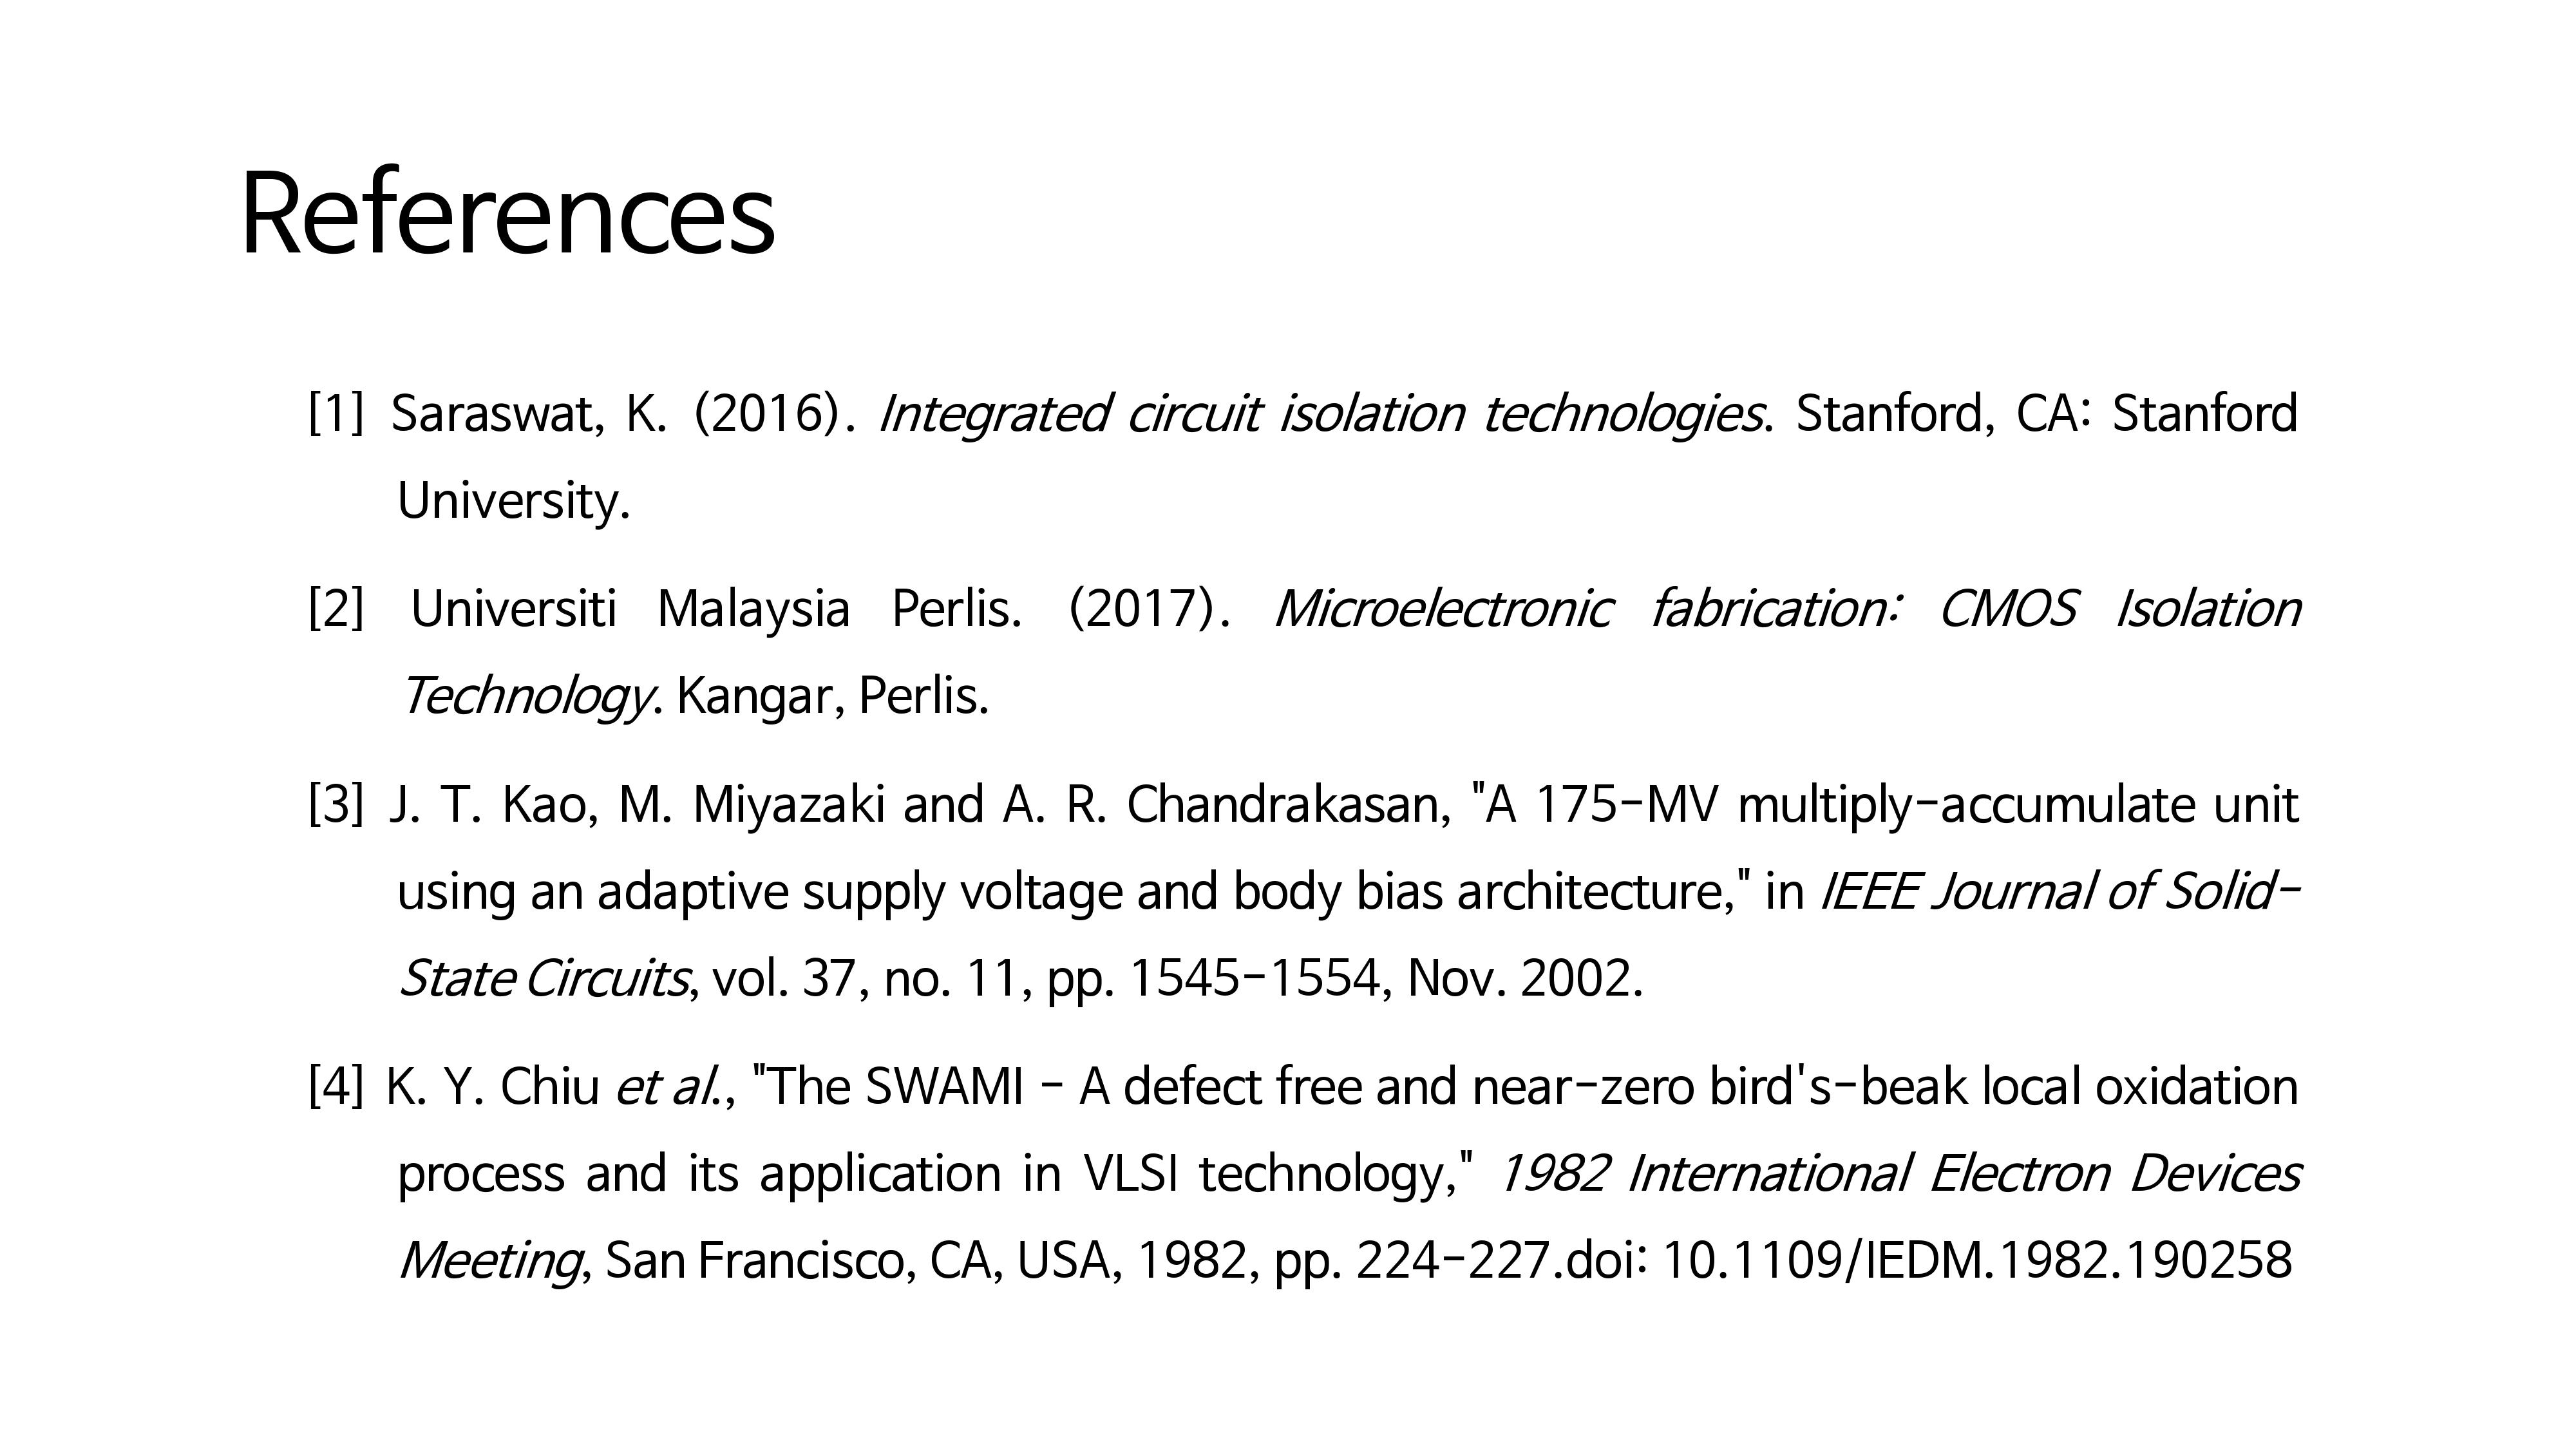 References
[1] Saraswat, K. (2016). Integrated circuit isolation technologies. Stanford, CA: Stanford
University.
[2] Universiti Malaysia Perlis. (2017). Microelectronic fabrication: CMOS Isolation
Technology. Kangar, Perlis.
[3] J. T. Kao, M. Miyazaki and A. R. Chandrakasan, "A 175-MV multiply-accumulate unit
using an adaptive supply voltage and body bias architecture," in IEEE Journal of Solid-
State Circuits, vol. 37, no. 11, pp. 1545-1554, Nov. 2002.
[4] K. Y. Chiu et al., "The SWAMI - A defect free and near-zero bird's-beak local oxidation
process and its application in VLSI technology," 1982 International Electron Devices
Meeting, San Francisco, CA, USA, 1982, pp. 224-227.doi: 10.1109/IEDM.1982.190258